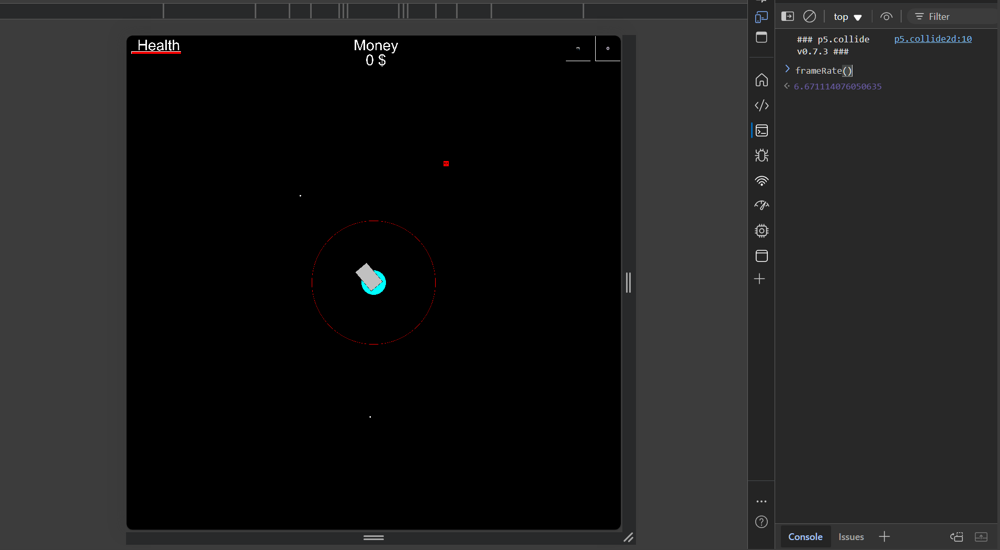 Health
Money
0 $
top
Filter
### p5.collide p5.collide2d:10
v0.7.3 ###
frameRate()
6.671114076050635
Console
Issues